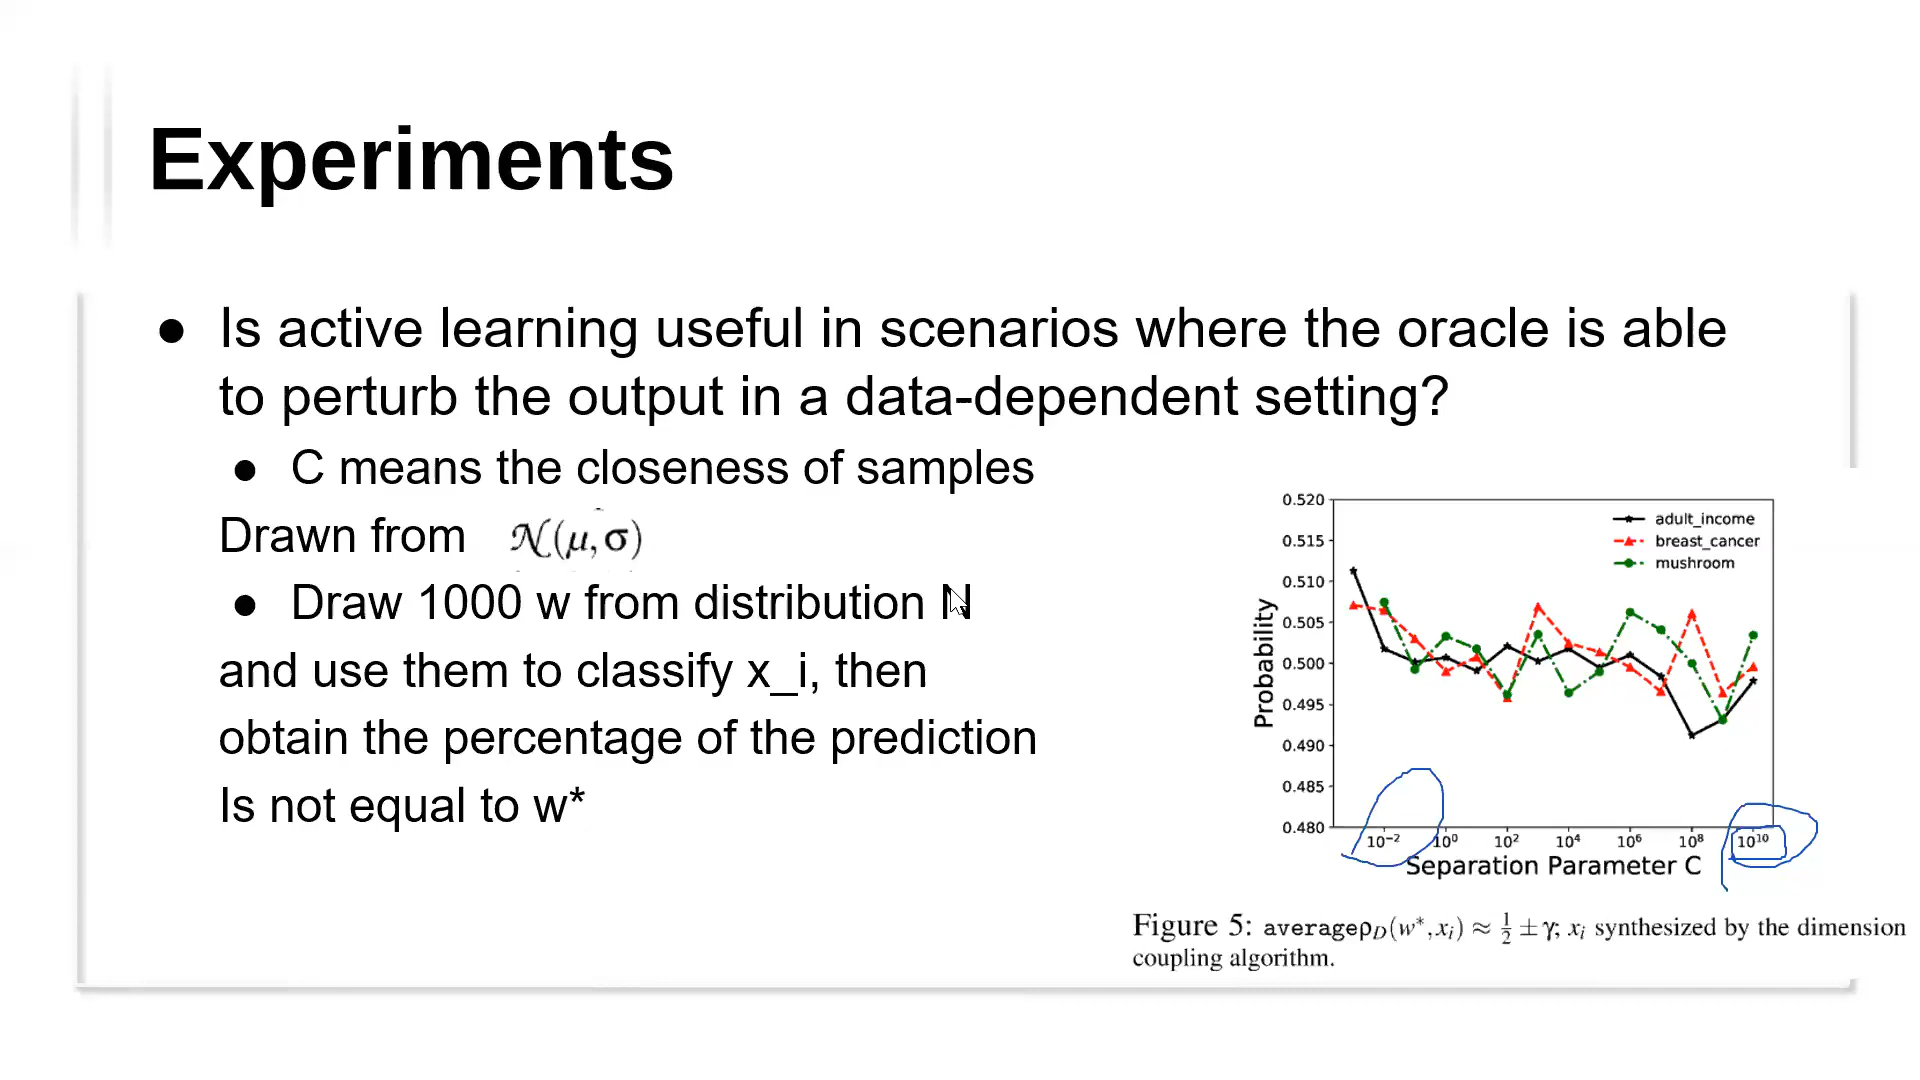 Experiments
● Is active learning useful in scenarios where the oracle is able
to perturb the output in a data-dependent setting?
● C means the closeness of samples
Drawn from 𝒩(μ,σ)
● Draw 1000 w from distribution N
and use them to classify x_i, then
obtain the percentage of the prediction
Is not equal to w*
0.520
0.515
0.510
0.505
0.500
0.495
0.490
0.485
0.480
Probability
adult_income
breast_cancer
mushroom
10⁻² 10⁰ 10² 10⁴ 10⁶ 10⁸ 10¹⁰
Separation Parameter C
Figure 5: averageρ_D(w*,x_i) ≈ ½ ± γ; x_i synthesized by the dimension
coupling algorithm.